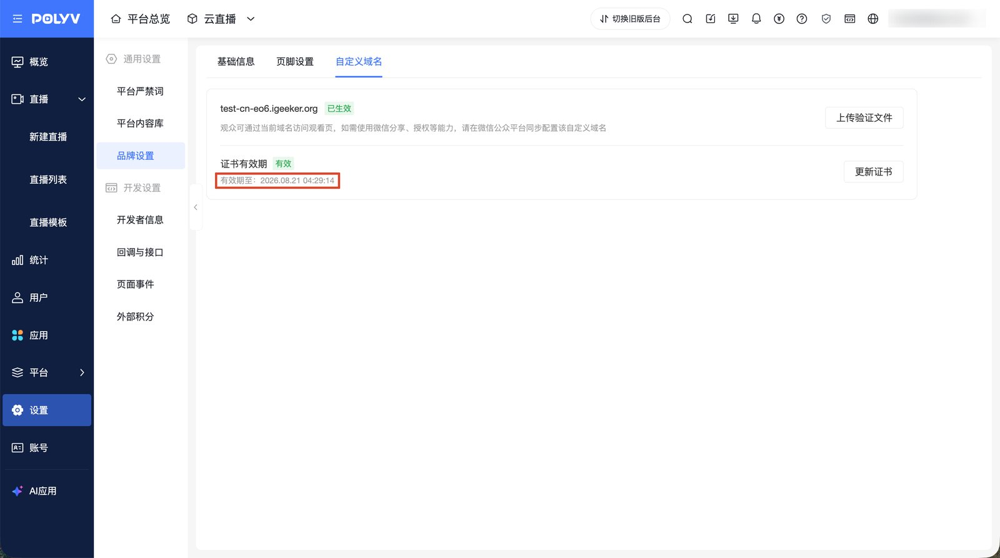 POLYV
平台总览
云直播
切换旧版后台
概览
直播
新建直播
直播列表
直播模板
统计
用户
应用
平台
设置
账号
AI应用
通用设置
平台严禁词
平台内容库
品牌设置
开发设置
开发者信息
回调与接口
页面事件
外部积分
基础信息
页脚设置
自定义域名
test-cn-eo6.igeeker.org 已生效
观众可通过当前域名访问观看页，如需使用微信分享、授权等能力，请在微信公众平台同步配置该自定义域名
上传验证文件
证书有效期 有效
有效期至：2026.08.21 04:29:14
更新证书